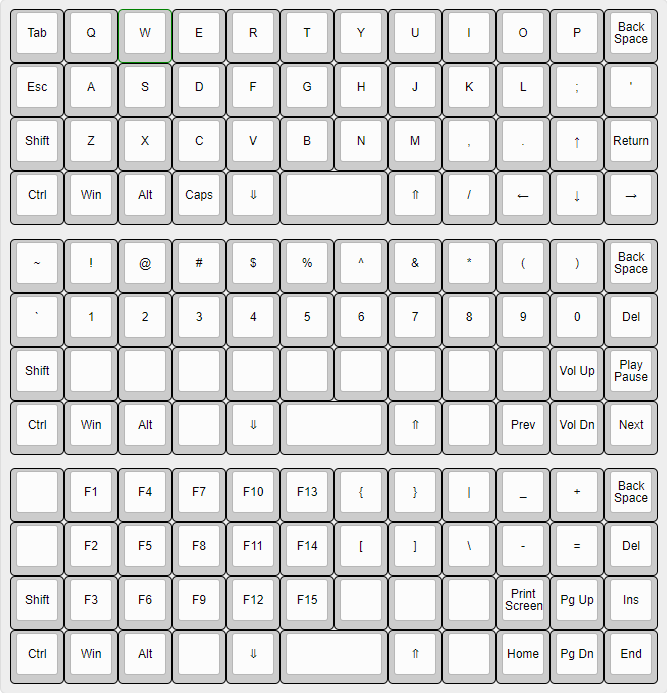 Tab Q W E R T Y U I O P Back Space
Esc A S D F G H J K L ; '
Shift Z X C V B N M , . ↑ Return
Ctrl Win Alt Caps ⇓ ⇑ / ← ↓ →
~ ! @ # $ % ^ & * ( ) Back Space
` 1 2 3 4 5 6 7 8 9 0 Del
Shift Vol Up Play Pause
Ctrl Win Alt ⇓ ⇑ Prev Vol Dn Next
F1 F4 F7 F10 F13 { } | _ + Back Space
F2 F5 F8 F11 F14 [ ] \ - = Del
Shift F3 F6 F9 F12 F15 Print Screen Pg Up Ins
Ctrl Win Alt ⇓ ⇑ Home Pg Dn End